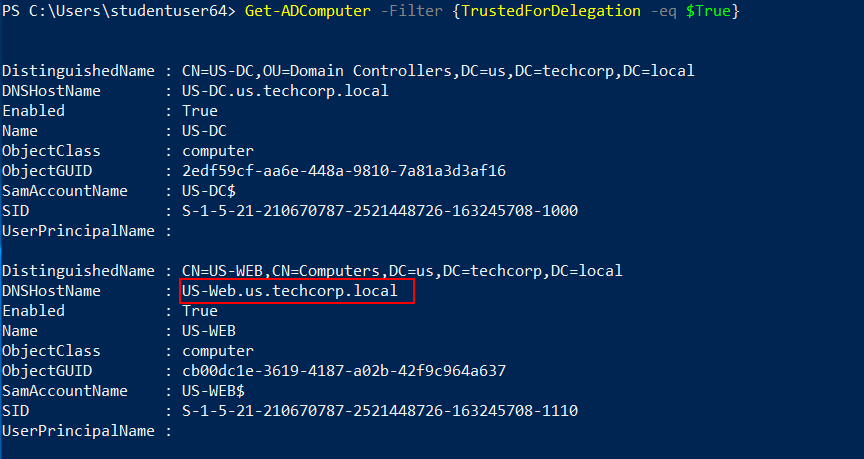 PS C:\Users\studentuser64> Get-ADComputer -Filter {TrustedForDelegation -eq $True}
DistinguishedName : CN=US-DC,OU=Domain Controllers,DC=us,DC=techcorp,DC=local
DNSHostName       : US-DC.us.techcorp.local
Enabled           : True
Name              : US-DC
ObjectClass       : computer
ObjectGUID        : 2edf59cf-aa6e-448a-9810-7a81a3d3af16
SamAccountName    : US-DC$
SID               : S-1-5-21-210670787-2521448726-163245708-1000
UserPrincipalName :
DistinguishedName : CN=US-WEB,CN=Computers,DC=us,DC=techcorp,DC=local
DNSHostName       : US-Web.us.techcorp.local
Enabled           : True
Name              : US-WEB
ObjectClass       : computer
ObjectGUID        : cb00dc1e-3619-4187-a02b-42f9c964a637
SamAccountName    : US-WEB$
SID               : S-1-5-21-210670787-2521448726-163245708-1110
UserPrincipalName :